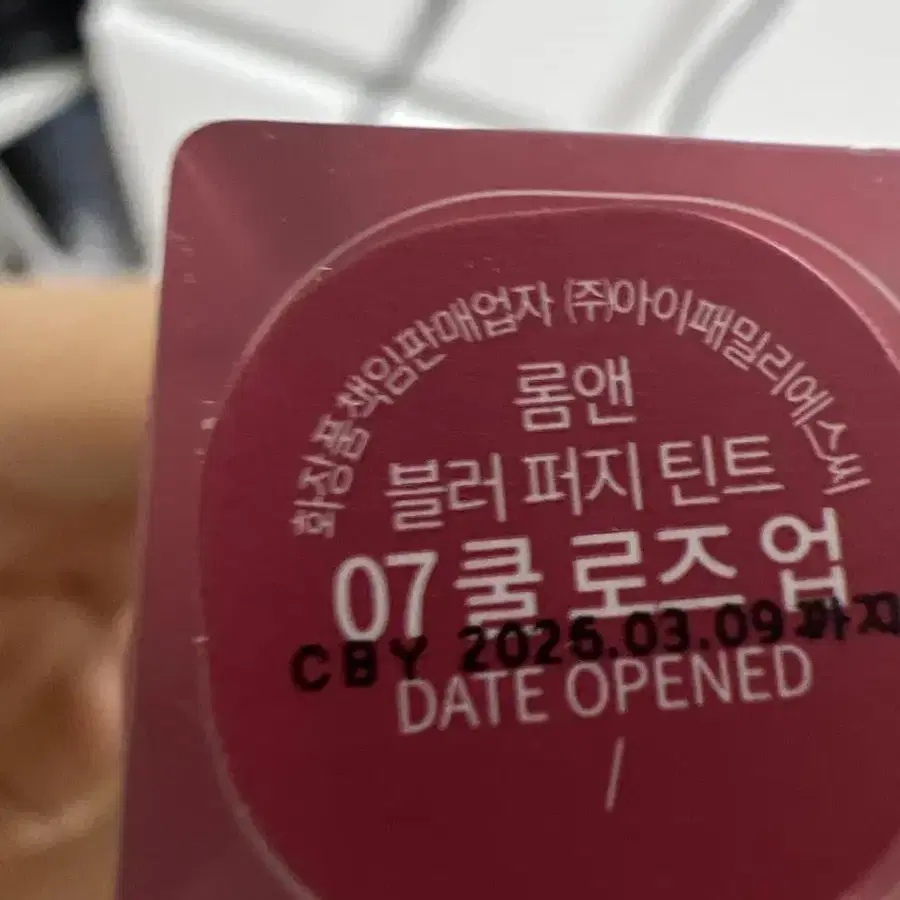 화장품책임판매업자 ㈜아이패밀리에스씨
롬앤
블러 퍼지 틴트
07 쿨 로즈 업
CBY 2026.03.09까지
DATE OPENED
/